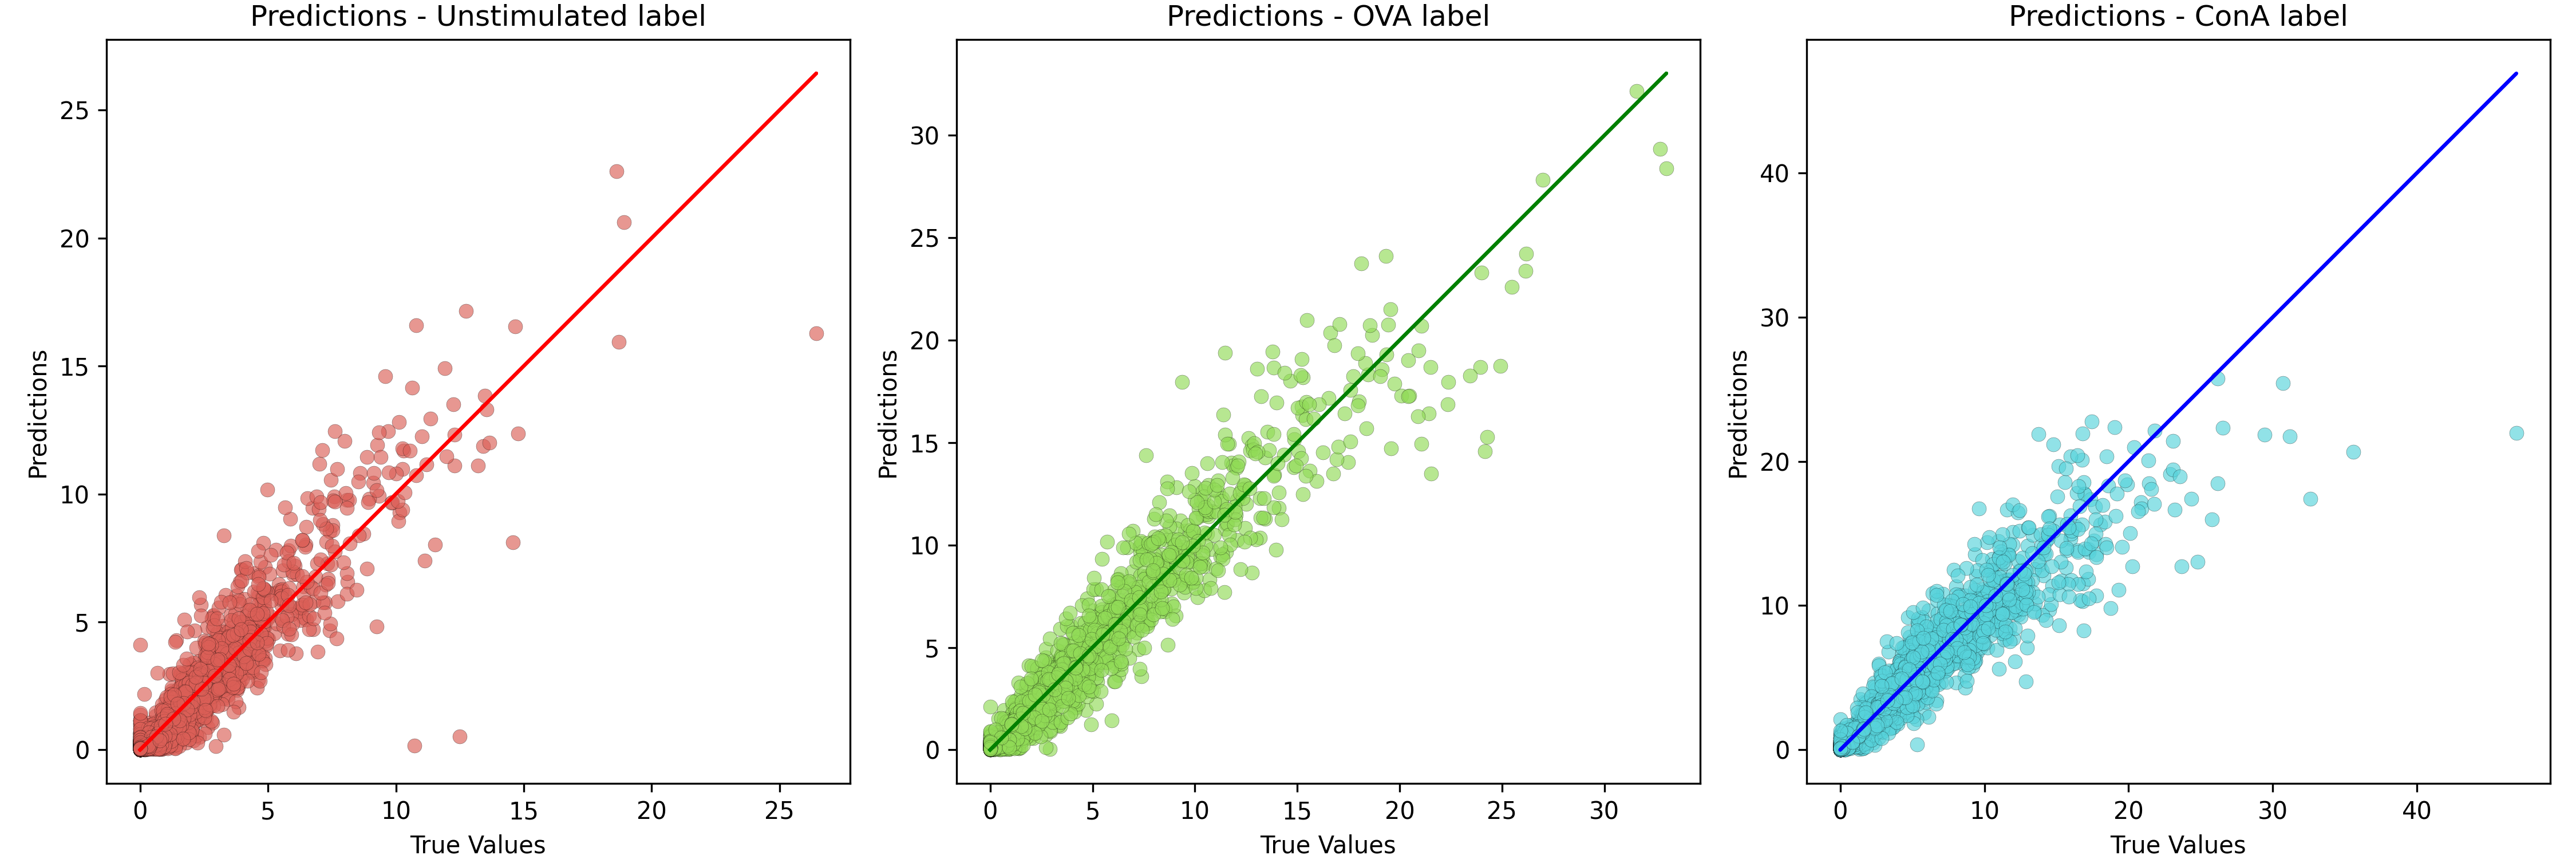 Predictions - Unstimulated label
25
20
15
10
5
0
Predictions
0 5 10 15 20 25
True Values
Predictions - OVA label
30
25
20
15
10
5
0
Predictions
0 5 10 15 20 25 30
True Values
Predictions - ConA label
40
30
20
10
0
Predictions
0 10 20 30 40
True Values